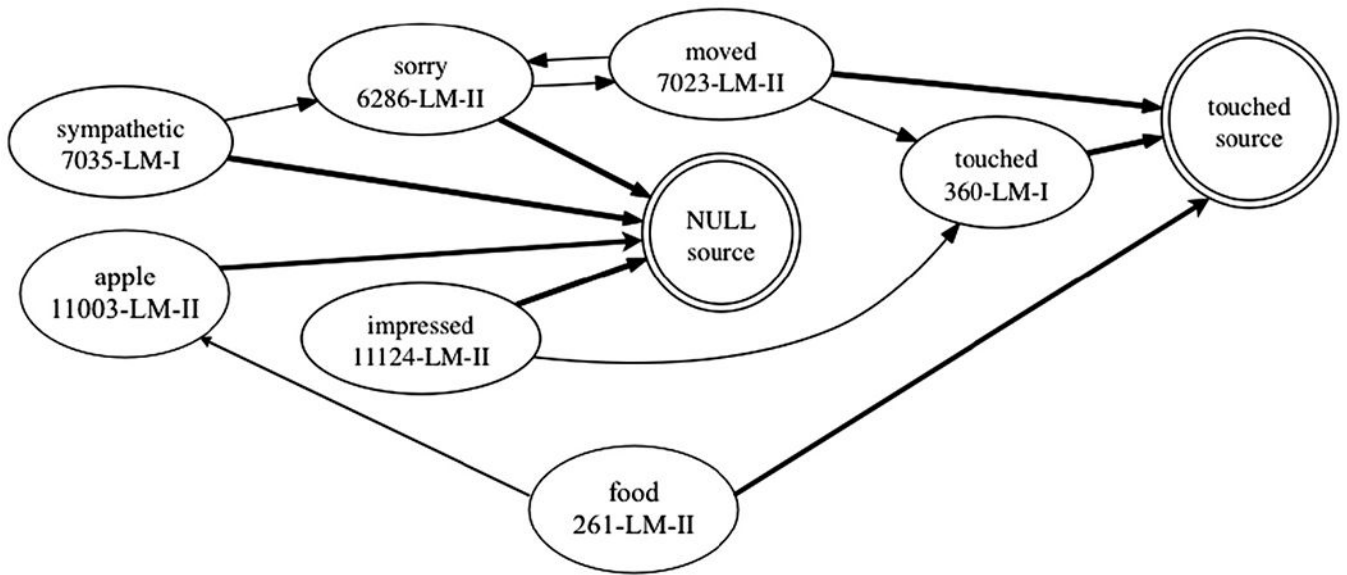 sorry
6286-LM-II
moved
7023-LM-II
touched
source
sympathetic
7035-LM-I
touched
360-LM-I
NULL
source
apple
11003-LM-II
impressed
11124-LM-II
food
261-LM-II